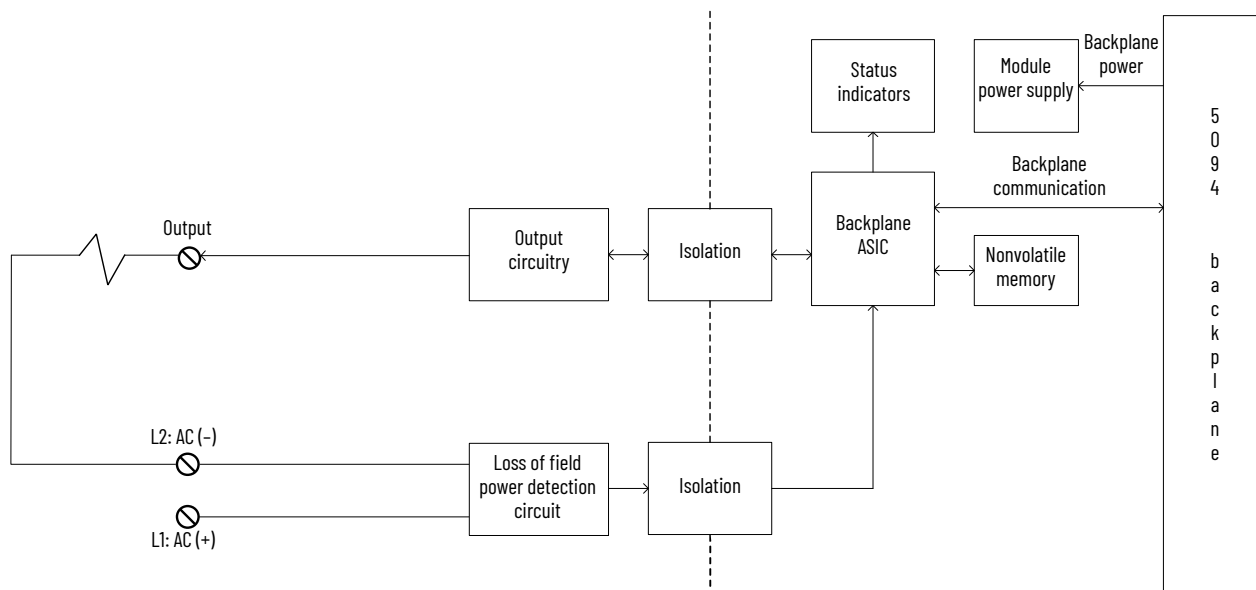 Status
indicators
Module
power supply
Backplane
power
5
0
9
4
b
a
c
k
p
l
a
n
e
Backplane
communication
Output
Output
circuitry
Isolation
Backplane
ASIC
Nonvolatile
memory
L2: AC (–)
Loss of field
power detection
circuit
Isolation
L1: AC (+)